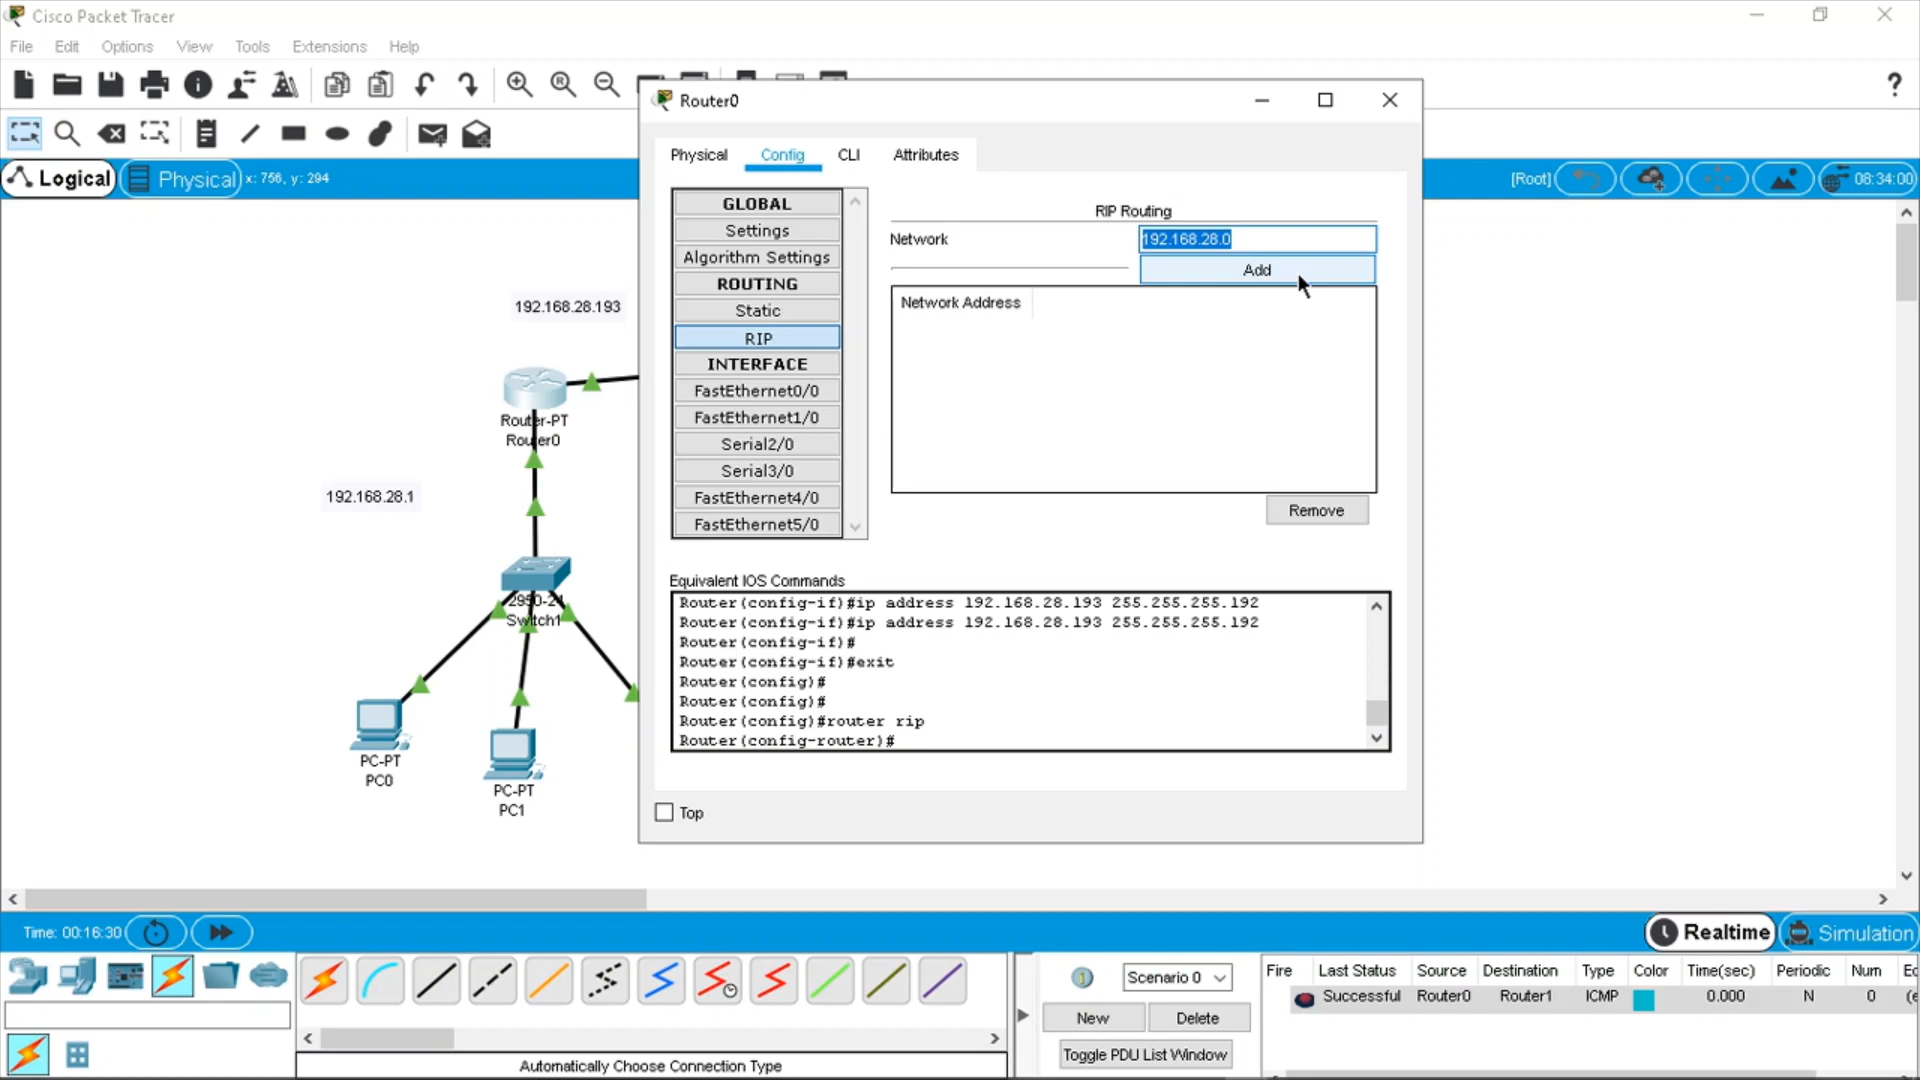 Cisco Packet Tracer
File Edit Options View Tools Extensions Help
?
Logical
Physical
x: 756, y: 294
[Root]
08:34:00
Router0
Physical Config CLI Attributes
GLOBAL
Settings
Algorithm Settings
ROUTING
Static
RIP
INTERFACE
FastEthernet0/0
FastEthernet1/0
Serial2/0
Serial3/0
FastEthernet4/0
FastEthernet5/0
RIP Routing
Network 192.168.28.0
Add
Network Address
Remove
Equivalent IOS Commands
Router(config-if)#ip address 192.168.28.193 255.255.255.192
Router(config-if)#ip address 192.168.28.193 255.255.255.192
Router(config-if)#
Router(config-if)#exit
Router(config)#
Router(config)#
Router(config)#router rip
Router(config-router)#
Top
192.168.28.193
Router-PT
Router0
192.168.28.1
2950-24
Switch1
PC-PT
PC0
PC-PT
PC1
Time: 00:16:30
Realtime
Simulation
Automatically Choose Connection Type
Scenario 0
New
Delete
Toggle PDU List Window
Fire Last Status Source Destination Type Color Time(sec) Periodic Num
Successful Router0 Router1 ICMP 0.000 N 0